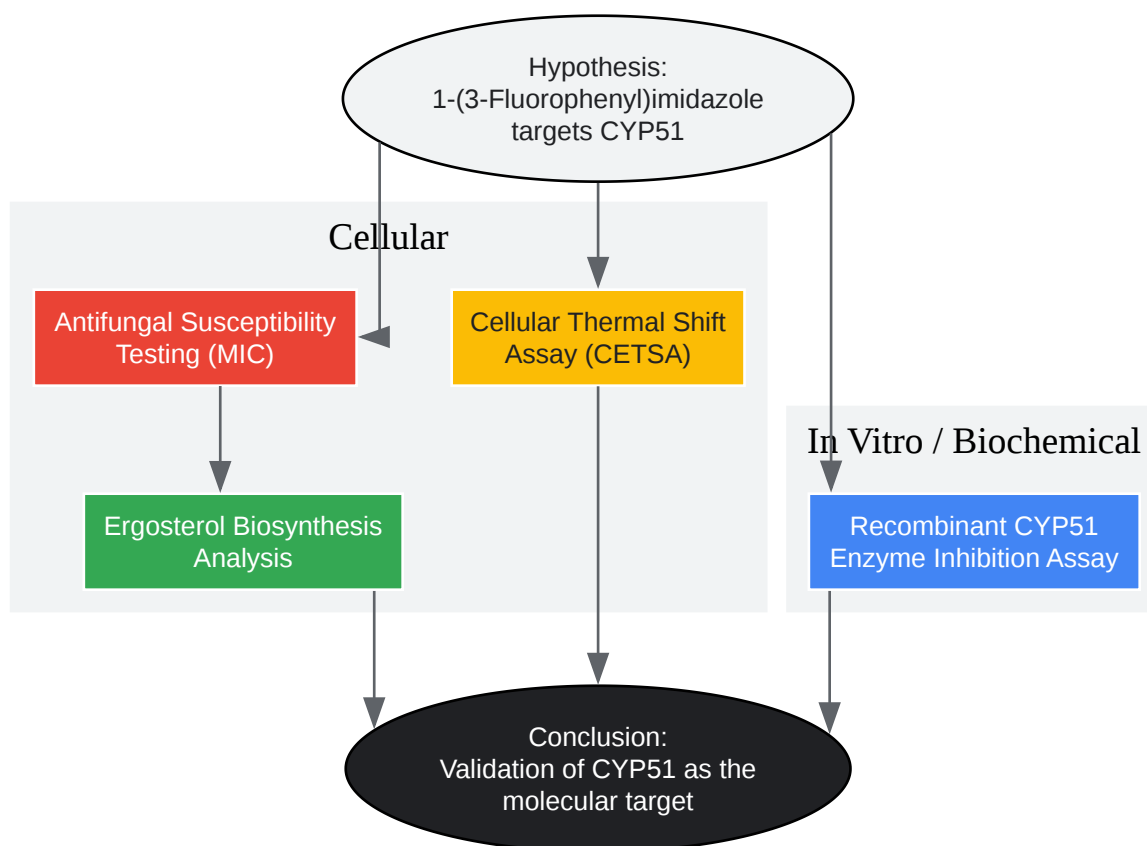 Hypothesis:
1-(3-Fluorophenyl)imidazole
targets CYP51
Cellular
Antifungal Susceptibility
Testing (MIC)
Cellular Thermal Shift
Assay (CETSA)
In Vitro / Biochemical
Ergosterol Biosynthesis
Analysis
Recombinant CYP51
Enzyme Inhibition Assay
Conclusion:
Validation of CYP51 as the
molecular target